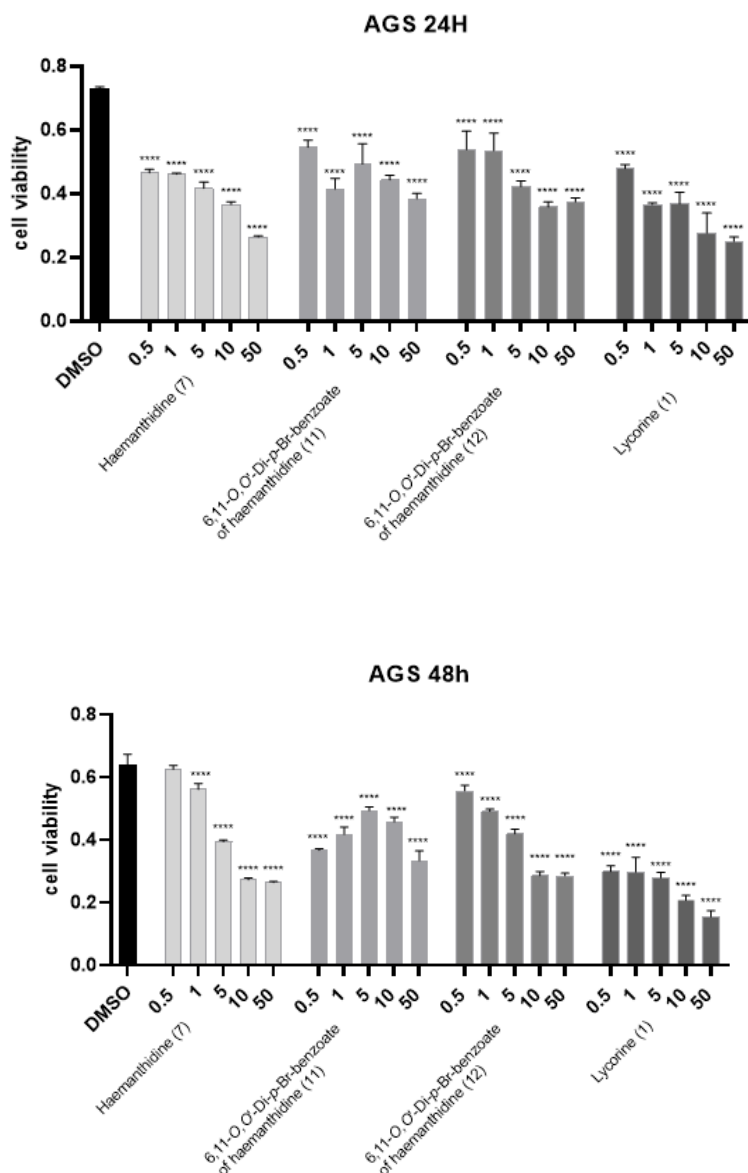 AGS 24H
0.8
0.6
0.4
0.2
0.0
cell viability
**** **** **** **** ****
**** **** **** **** ****
**** **** **** **** ****
**** **** **** **** ****
DMSO 0.5 1 5 10 50 0.5 1 5 10 50 0.5 1 5 10 50 0.5 1 5 10 50
Haemanthidine (7)
6,11-O,O'-Di-p-Br-benzoate
of haemanthidine (11)
6,11-O,O'-Di-p-Br-benzoate
of haemanthidine (12)
Lycorine (1)
AGS 48h
0.8
0.6
0.4
0.2
0.0
cell viability
**** **** **** ****
**** **** **** **** ****
**** **** **** **** ****
**** **** **** **** ****
DMSO 0.5 1 5 10 50 0.5 1 5 10 50 0.5 1 5 10 50 0.5 1 5 10 50
Haemanthidine (7)
6,11-O,O'-Di-p-Br-benzoate
of haemanthidine (11)
6,11-O,O'-Di-p-Br-benzoate
of haemanthidine (12)
Lycorine (1)